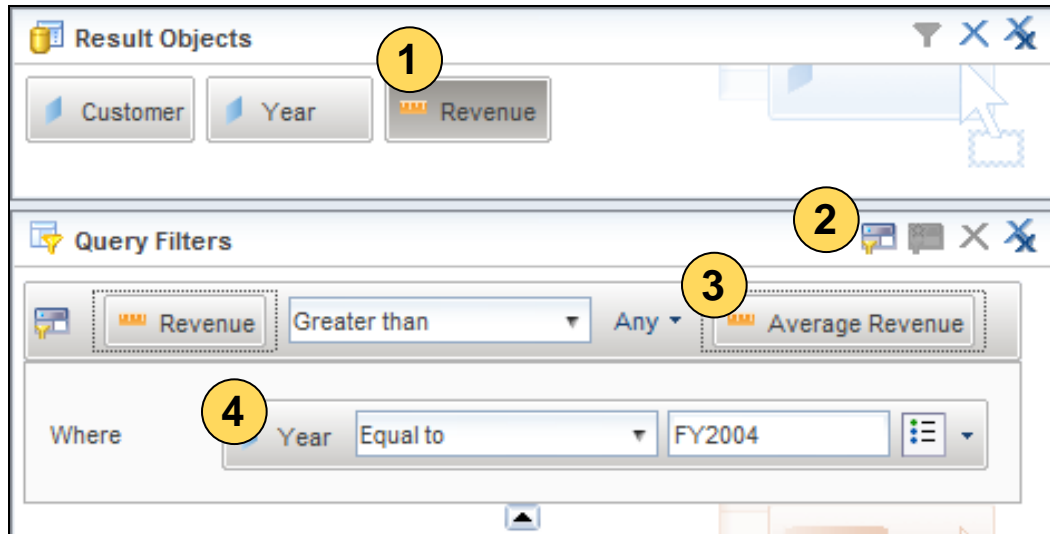 Result Objects
1
Customer Year Revenue
2
Query Filters
3
Revenue Greater than Any Average Revenue
4
Where Year Equal to FY2004